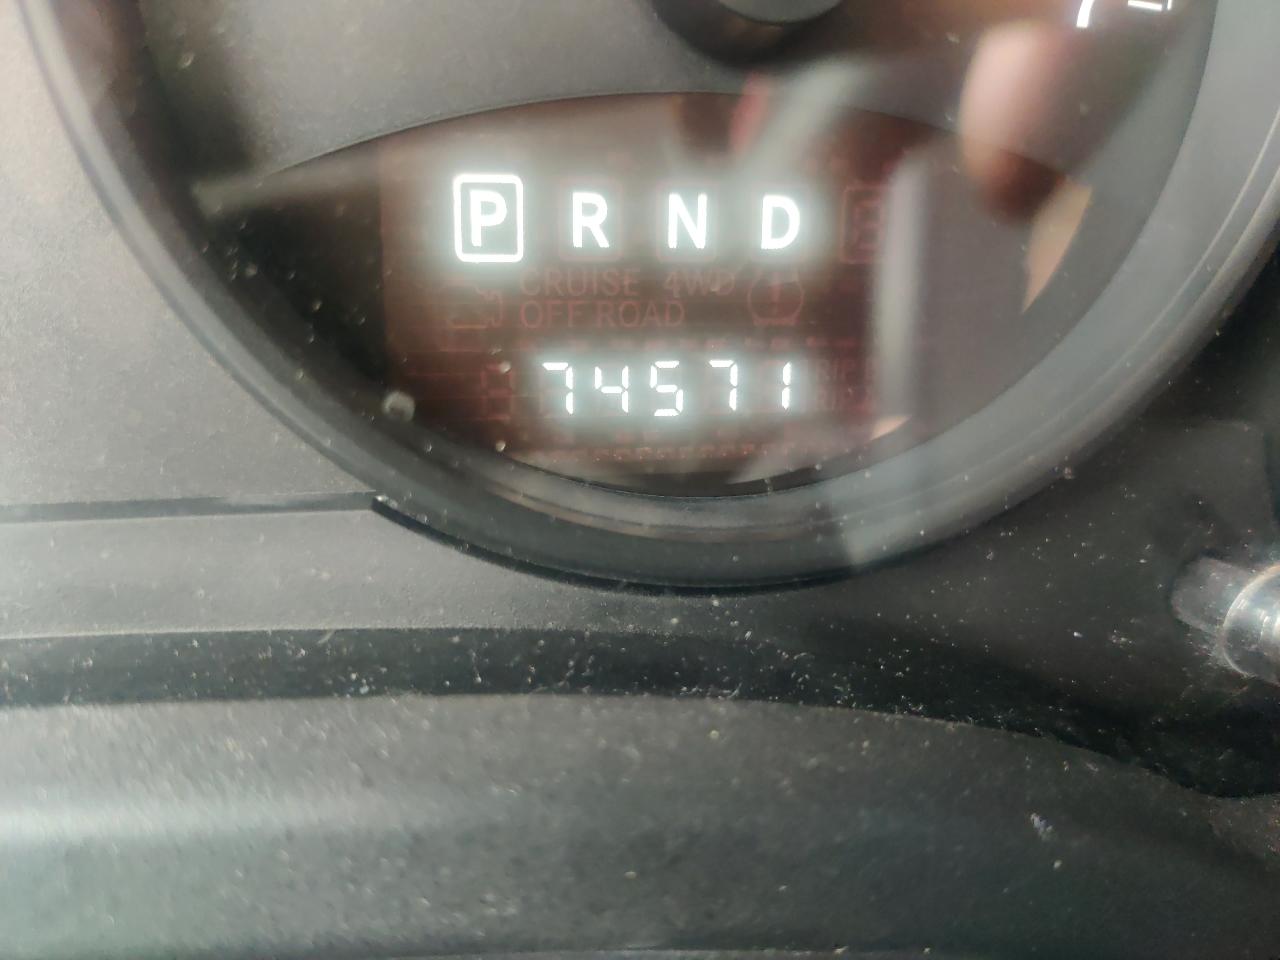 P R N D
CRUISE 4WD
OFF ROAD
74571